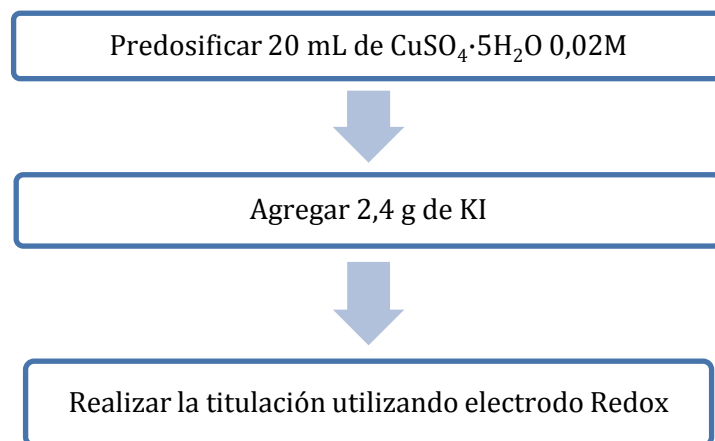 Predosificar 20 mL de CuSO₄·5H₂O 0,02M
Agregar 2,4 g de KI
Realizar la titulación utilizando electrodo Redox